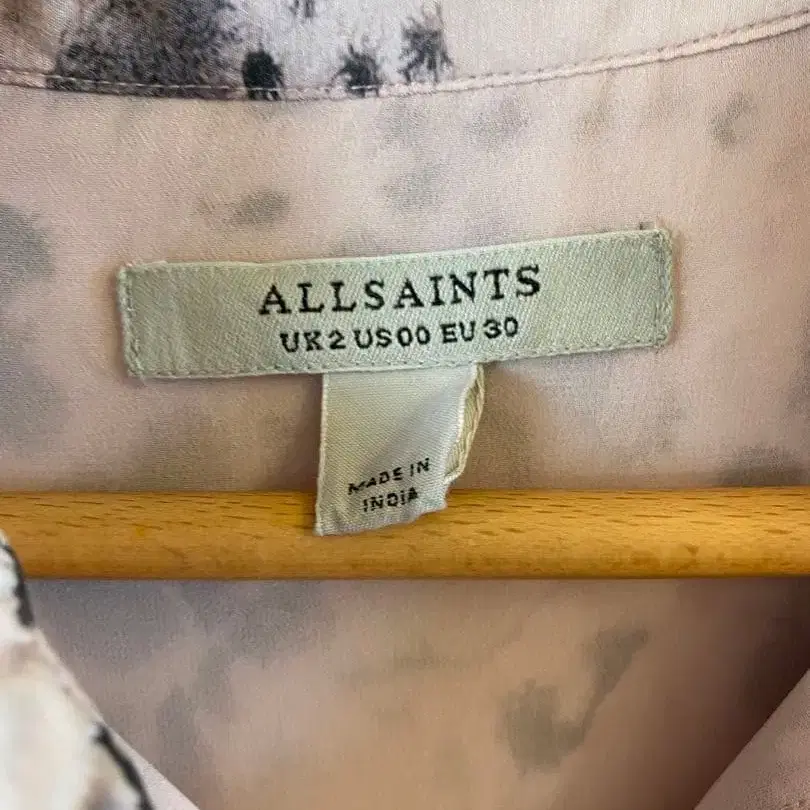 ALLSAINTS
UK 2 US 00 EU 30
MADE IN
INDIA